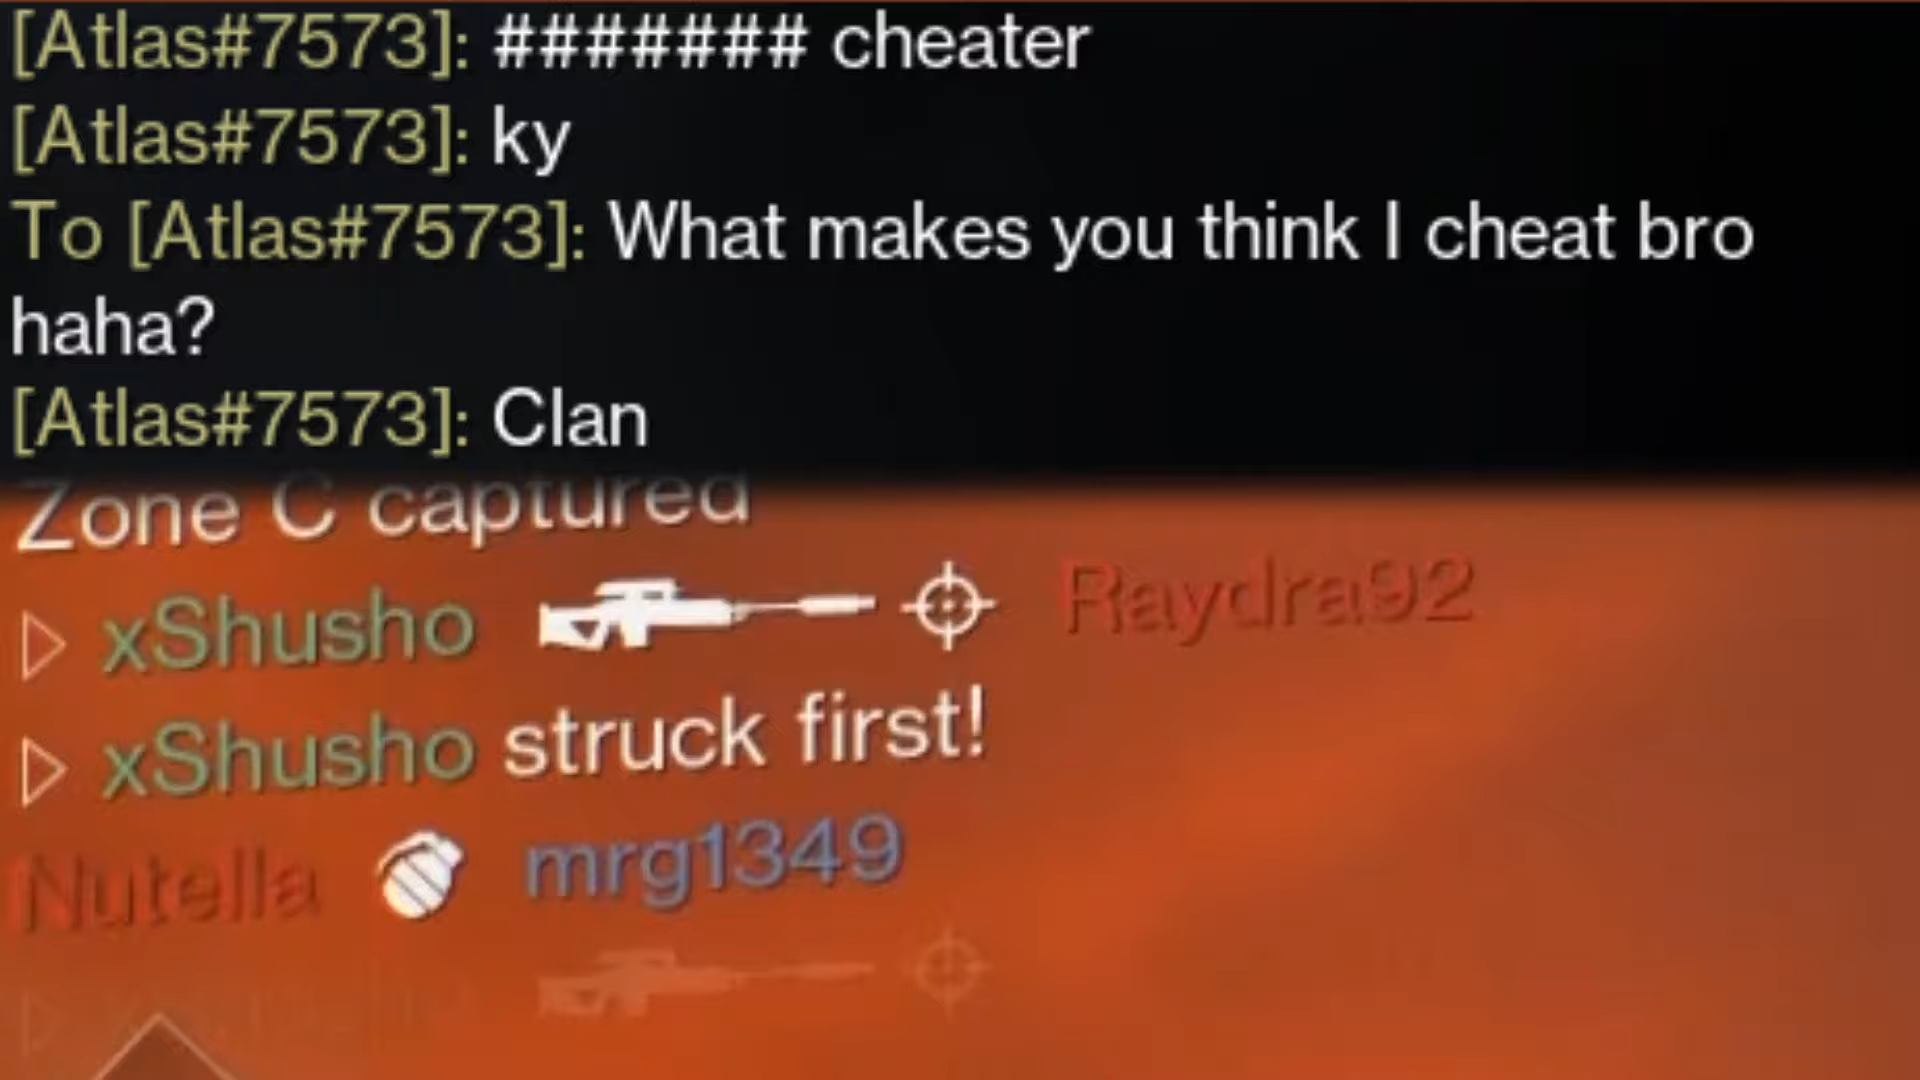 [Atlas#7573]: ####### cheater
[Atlas#7573]: ky
To [Atlas#7573]: What makes you think I cheat bro
haha?
[Atlas#7573]: Clan
Zone C captured
xShusho Raydra92
xShusho struck first!
Nutella mrg1349